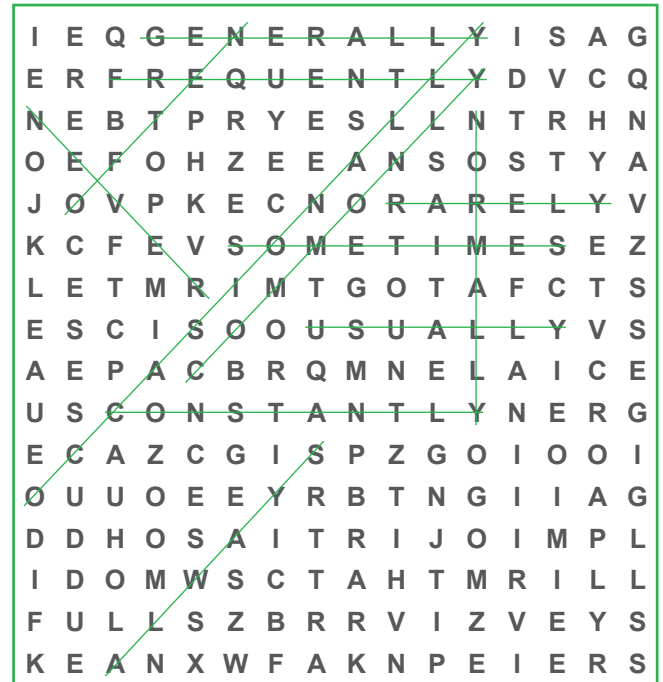 I E Q G E N E R A L L Y I S A G
E R F R E Q U E N T L Y D V C Q
N E B T P R Y E S L L N T R H N
O E F O H Z E E A N S O S T Y A
J O V P K E C N O R A R E L Y V
K C F E V S O M E T I M E S E Z
L E T M R I M T G O T A F C T S
E S C I S O O U S U A L L Y V S
A E P A C B R Q M N E L A I C E
U S C O N S T A N T L Y N E R G
E C A Z C G I S P Z G O I O O I
O U U O E E Y R B T N G I I A G
D D H O S A I T R I J O I M P L
I D O M W S C T A H T M R I L L
F U L L S Z B R R V I Z V E Y S
K E A N X W F A K N P E I E R S